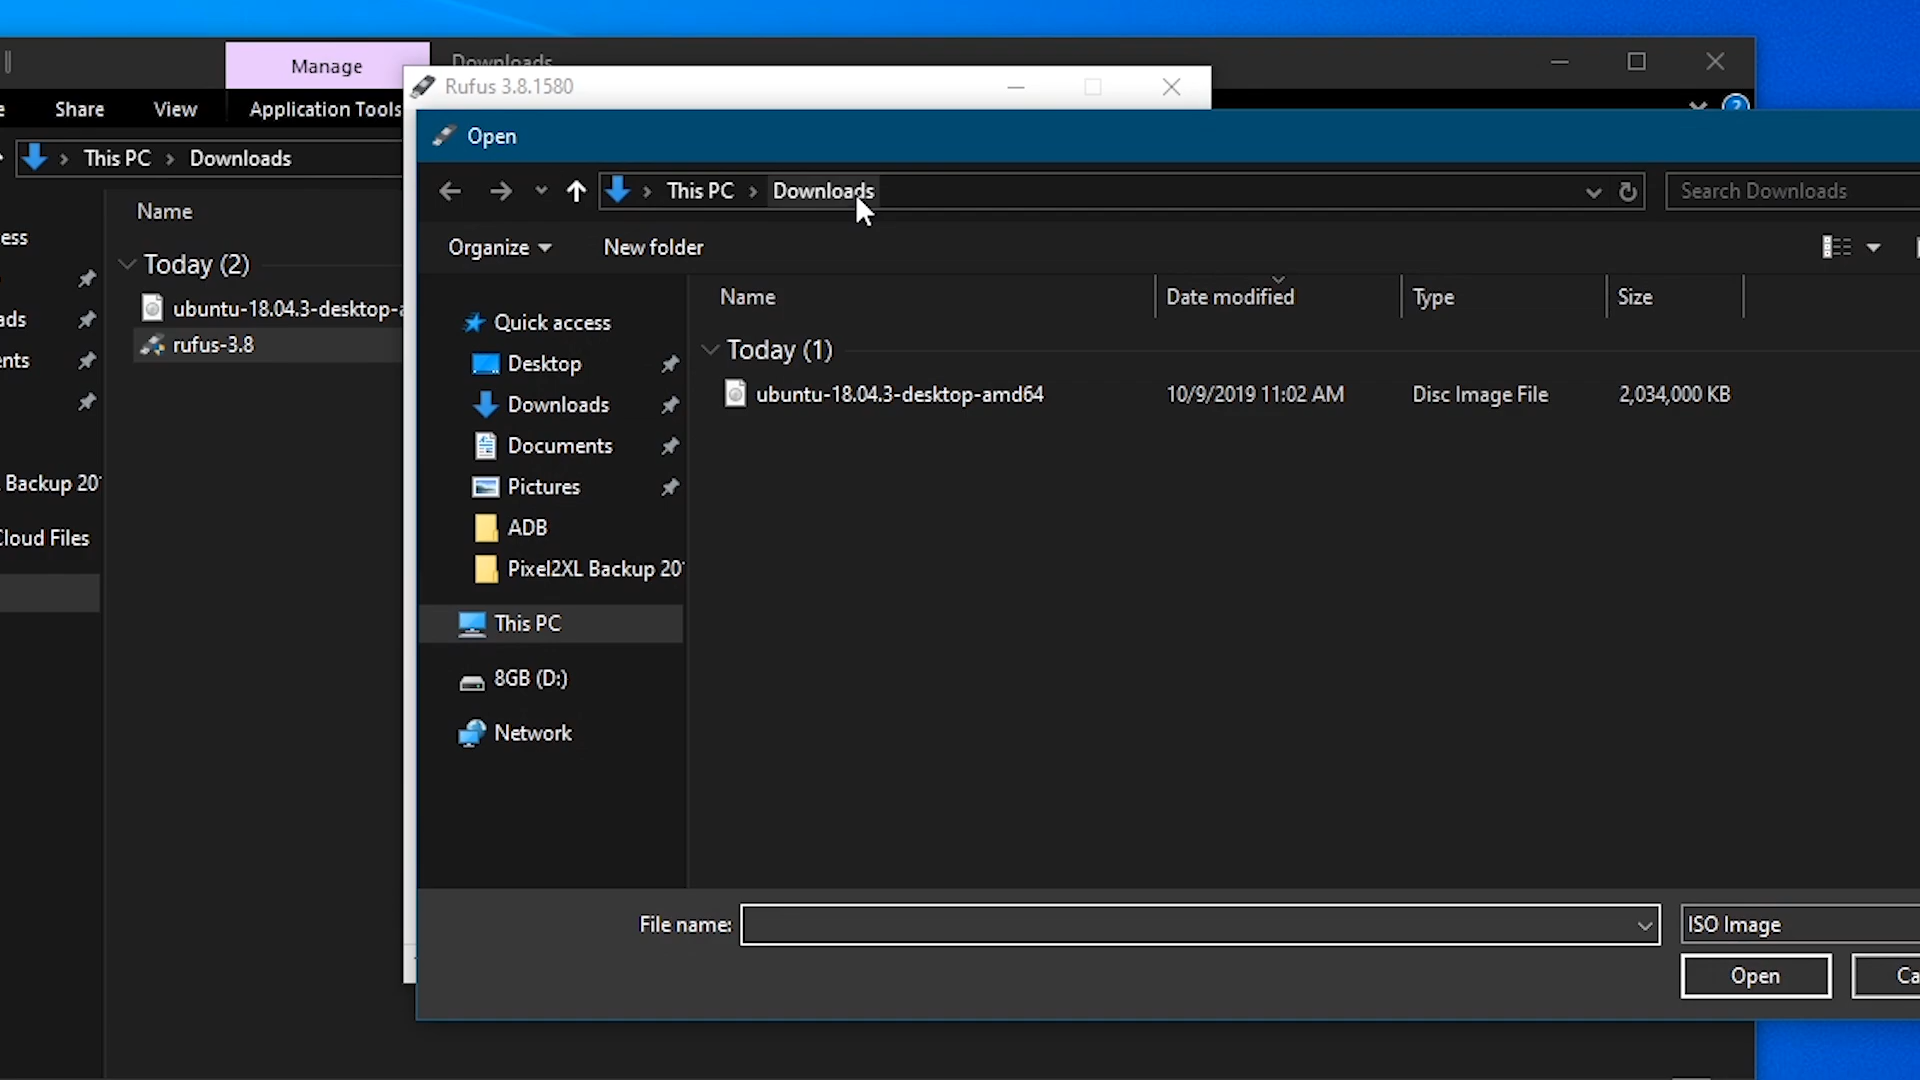 Manage
Downloads
Share
View
Application Tools
This PC
Downloads
Name
ess
Today (2)
ads
ubuntu-18.04.3-desktop-a
ents
rufus-3.8
Backup 20
Cloud Files
Rufus 3.8.1580
Open
This PC
Downloads
Search Downloads
Organize
New folder
Name
Date modified
Type
Size
Quick access
Desktop
Downloads
Documents
Pictures
ADB
Pixel2XL Backup 20
This PC
8GB (D:)
Network
Today (1)
ubuntu-18.04.3-desktop-amd64
10/9/2019 11:02 AM
Disc Image File
2,034,000 KB
File name:
ISO Image
Open
Ca